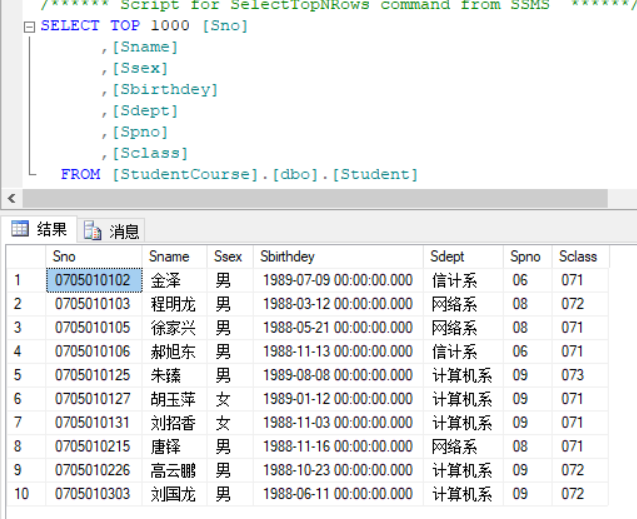 /****** Script for SelectTopNRows command from SSMS ******/
SELECT TOP 1000 [Sno]
,[Sname]
,[Ssex]
,[Sbirthdey]
,[Sdept]
,[Spno]
,[Sclass]
FROM [StudentCourse].[dbo].[Student]
结果 消息
Sno Sname Ssex Sbirthdey Sdept Spno Sclass
1 0705010102 金泽 男 1989-07-09 00:00:00.000 信计系 06 071
2 0705010103 程明龙 男 1988-03-12 00:00:00.000 网络系 08 072
3 0705010105 徐家兴 男 1988-05-21 00:00:00.000 网络系 08 071
4 0705010106 郝旭东 男 1988-11-13 00:00:00.000 信计系 06 071
5 0705010125 朱臻 男 1989-08-08 00:00:00.000 计算机系 09 073
6 0705010127 胡玉萍 女 1989-01-12 00:00:00.000 计算机系 09 071
7 0705010131 刘招香 女 1988-11-03 00:00:00.000 计算机系 09 071
8 0705010215 唐铎 男 1988-11-16 00:00:00.000 网络系 08 071
9 0705010226 高云鹏 男 1988-10-23 00:00:00.000 计算机系 09 072
10 0705010303 刘国龙 男 1988-06-11 00:00:00.000 计算机系 09 072